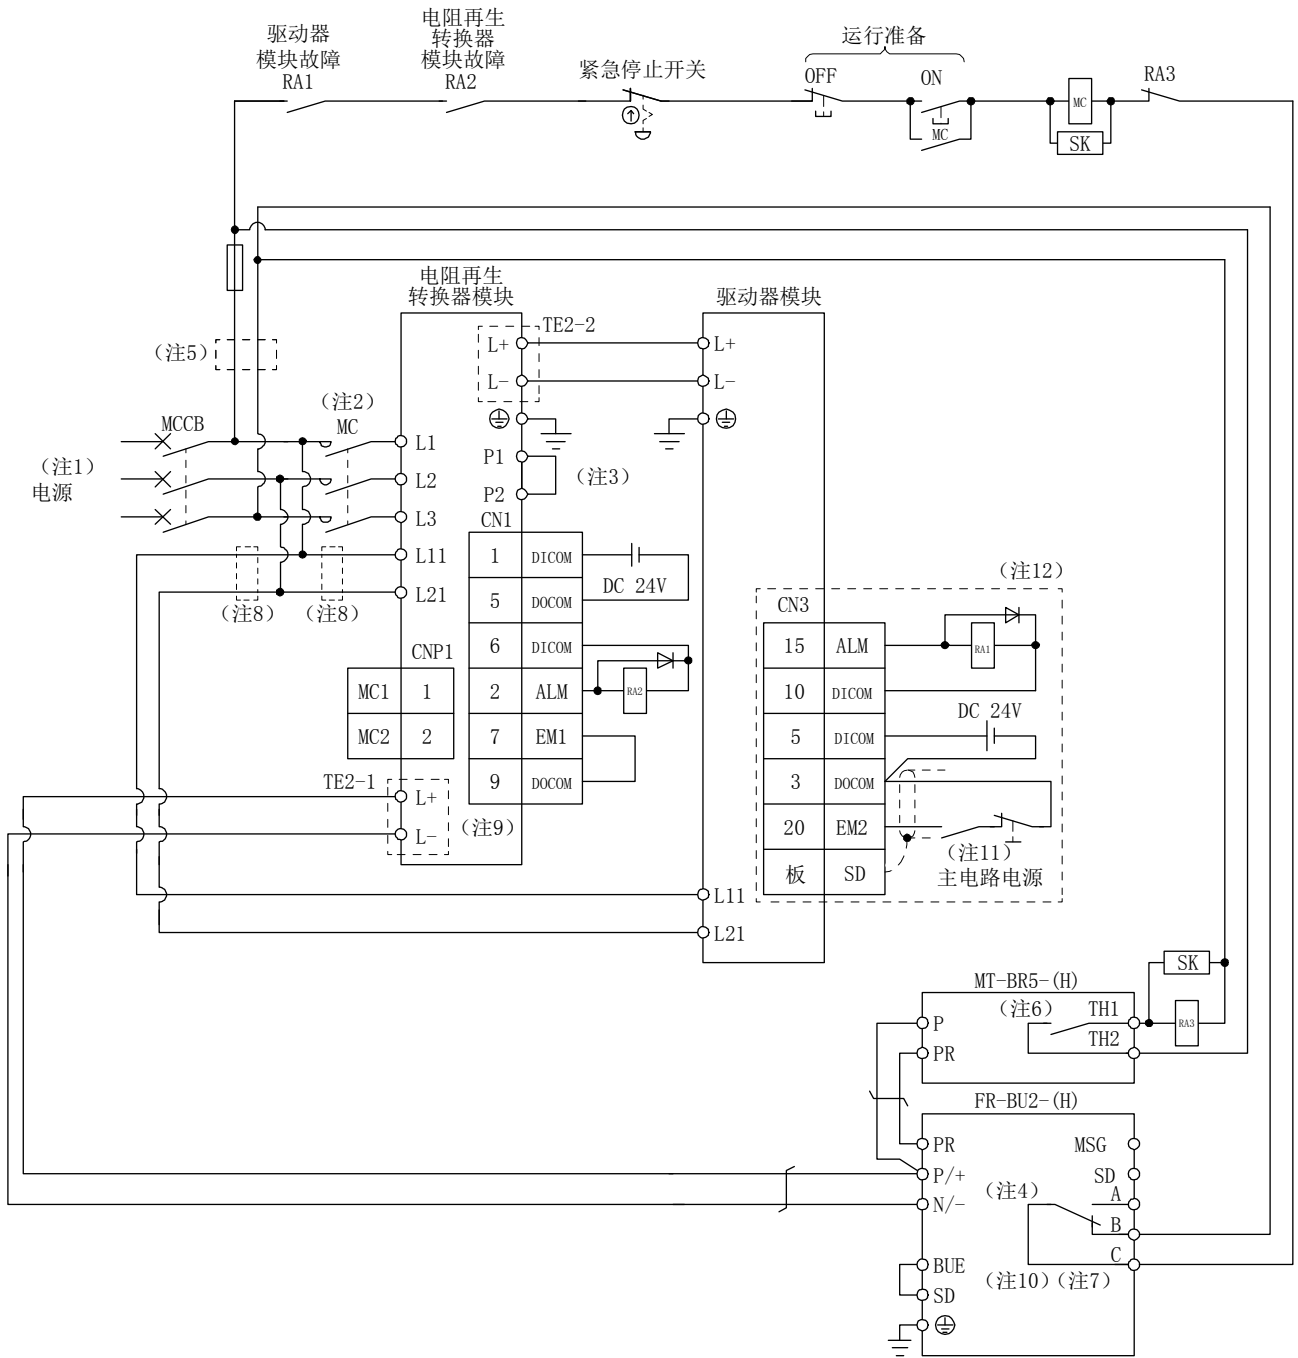 驱动器
模块故障
RA1
电阻再生
转换器
模块故障
RA2
紧急停止开关
运行准备
OFF
ON
MC
MC
SK
RA3
电阻再生
转换器模块
驱动器模块
TE2-2
L+
L+
L-
L-
（注5）
（注2）
MCCB
MC
L1
（注1）
电源
L2
L3
P1
P2
（注3）
L11
L21
（注8）
（注8）
CN1
1 DICOM
5 DOCOM
6 DICOM
2 ALM
7 EM1
9 DOCOM
DC 24V
RA2
CNP1
MC1 1
MC2 2
TE2-1
L+
L-
（注9）
（注12）
CN3
15 ALM
10 DICOM
5 DICOM
3 DOCOM
20 EM2
板 SD
RA1
DC 24V
（注11）
主电路电源
L11
L21
SK
MT-BR5-(H)
（注6）
TH1
TH2
RA3
P
PR
FR-BU2-(H)
PR
MSG
P/+
SD
（注4）
A
N/-
B
BUE
C
（注10）（注7）
SD